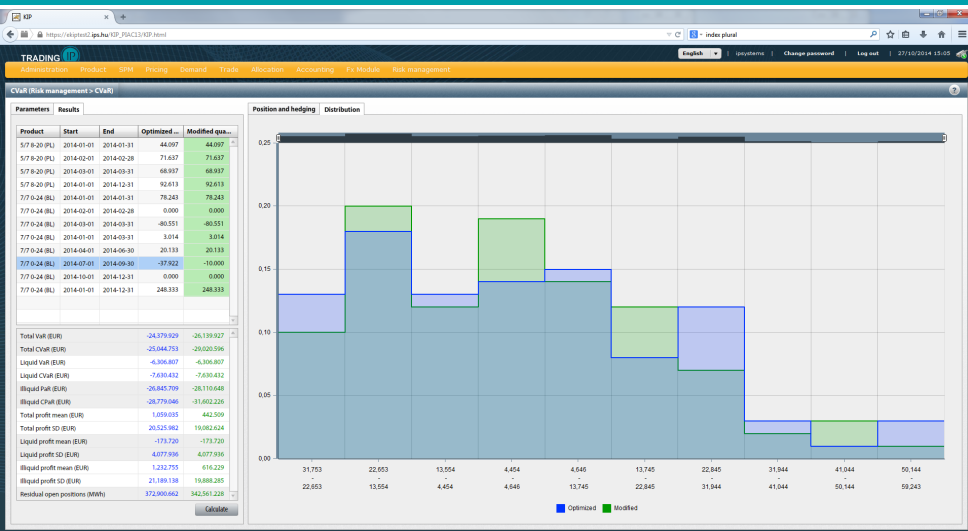 KIP
https://ekiptest2.ips.hu/KIP_PIAC13/KIP.html
index plural
TRADING IP
English | ipsystems | Change password | Log out | 27/10/2014 15:05
Administration Product SPM Pricing Demand Trade Allocation Accounting Fx Module Risk management
CVaR (Risk management > CVaR)
Parameters Results
Position and hedging Distribution
Product Start End Optimized ... Modified qua...
5/7 8-20 (PL) 2014-01-01 2014-01-31 44.097 44.097
5/7 8-20 (PL) 2014-02-01 2014-02-28 71.637 71.637
5/7 8-20 (PL) 2014-03-01 2014-03-31 68.937 68.937
5/7 8-20 (PL) 2014-01-01 2014-12-31 92.613 92.613
7/7 0-24 (BL) 2014-01-01 2014-01-31 78.243 78.243
7/7 0-24 (BL) 2014-02-01 2014-02-28 0.000 0.000
7/7 0-24 (BL) 2014-03-01 2014-03-31 -80.551 -80.551
7/7 0-24 (BL) 2014-01-01 2014-03-31 3.014 3.014
7/7 0-24 (BL) 2014-04-01 2014-06-30 20.133 20.133
7/7 0-24 (BL) 2014-07-01 2014-09-30 -37.922 -10.000
7/7 0-24 (BL) 2014-10-01 2014-12-31 0.000 0.000
7/7 0-24 (BL) 2014-01-01 2014-12-31 248.333 248.333
Total VaR (EUR) -24,379.929 -26,139.927
Total CVaR (EUR) -25,044.753 -29,020.596
Liquid VaR (EUR) -6,306.807 -6,306.807
Liquid CVaR (EUR) -7,630.432 -7,630.432
Illiquid PaR (EUR) -26,845.709 -28,110.648
Illiquid CPaR (EUR) -28,779.046 -31,602.226
Total profit mean (EUR) 1,059.035 442.509
Total profit SD (EUR) 20,525.982 19,082.624
Liquid profit mean (EUR) -173.720 -173.720
Liquid profit SD (EUR) 4,077.936 4,077.936
Illiquid profit mean (EUR) 1,232.755 616.229
Illiquid profit SD (EUR) 21,189.138 19,888.285
Residual open positions (MWh) 372,900.662 342,561.228
Calculate
0,25
0,20
0,15
0,10
0,05
0,00
31,753 22,653 13,554 4,454 4,646 13,745 22,845 31,944 41,044 50,144
- - - - - - - - - -
22,653 13,554 4,454 4,646 13,745 22,845 31,944 41,044 50,144 59,243
Optimized Modified